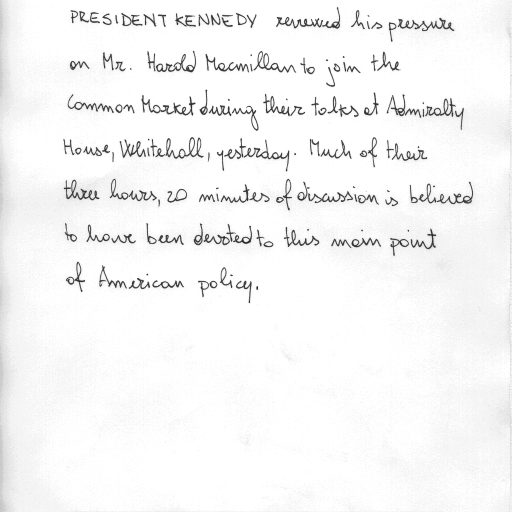 PRESIDENT KENNEDY renewed his pressure
on Mr. Harold Macmillan to join the
Common Market during their talks at Admiralty
House, Whitehall, yesterday. Much of their
three hours, 20 minutes of discussion is believed
to have been devoted to this main point
of American policy.